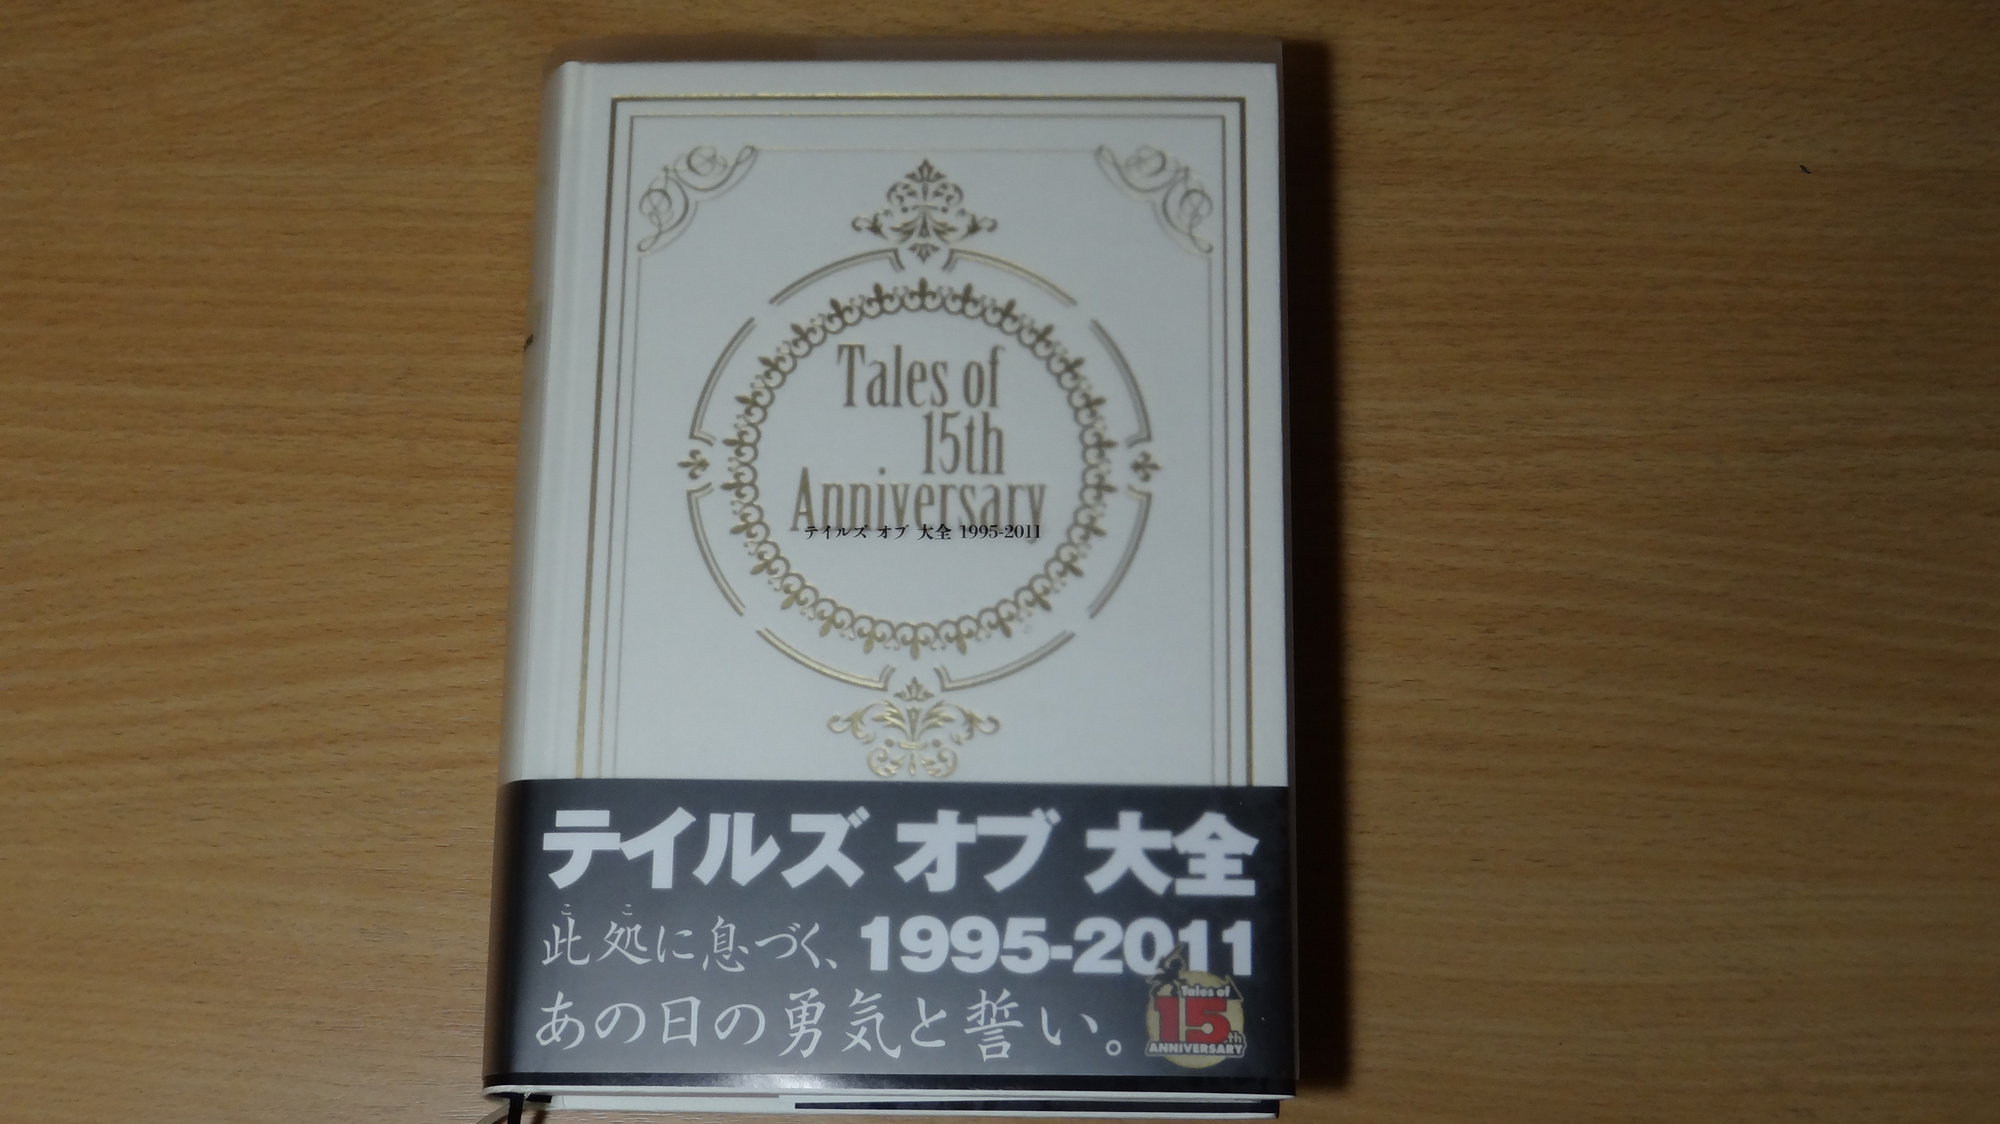 Tales of
15th
Anniversary
テイルズ オブ 大全 1995-2011
テイルズ オブ 大全
此処に息づく、 1995-2011
ここ
あの日の勇気と誓い。
Tales of
15th
ANNIVERSARY